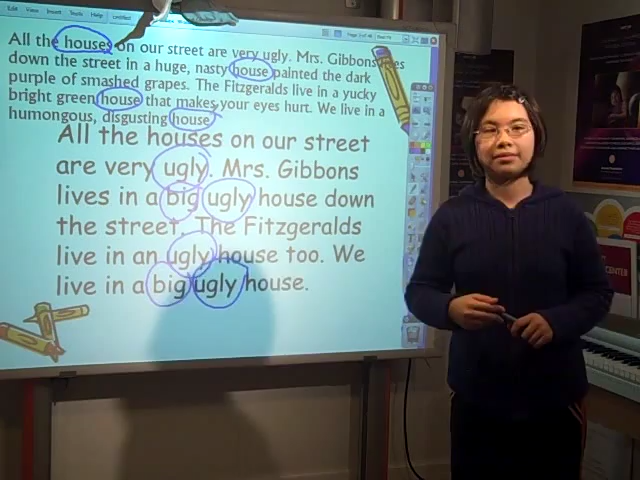 Edit View Insert Tools Help
All the houses on our street are very ugly. Mrs. Gibbons lives
down the street in a huge, nasty house painted the dark
purple of smashed grapes. The Fitzgeralds live in a yucky
bright green house that makes your eyes hurt. We live in a
humongous, disgusting house.
All the houses on our street
are very ugly. Mrs. Gibbons
lives in a big ugly house down
the street. The Fitzgeralds
live in an ugly house too. We
live in a big ugly house.